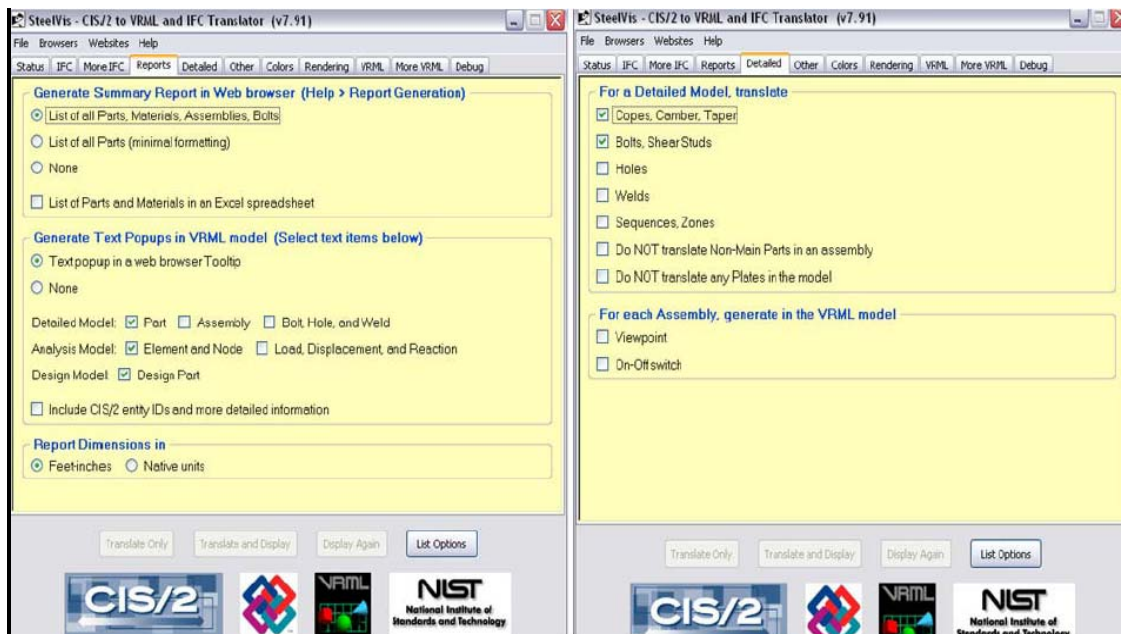 SteelVis - CIS/2 to VRML and IFC Translator (v7.91)
File Browsers Websites Help
Status IFC More IFC Reports Detailed Other Colors Rendering VRML More VRML Debug
Generate Summary Report in Web browser (Help > Report Generation)
List of all Parts, Materials, Assemblies, Bolts
List of all Parts (minimal formatting)
None
List of Parts and Materials in an Excel spreadsheet
Generate Text Popups in VRML model (Select text items below)
Text popup in a web browser Tooltip
None
Detailed Model: Part Assembly Bolt, Hole, and Weld
Analysis Model: Element and Node Load, Displacement, and Reaction
Design Model: Design Part
Include CIS/2 entity IDs and more detailed information
Report Dimensions in
Feet-inches Native units
Translate Only Translate and Display Display Again List Options
CIS/2 VRML NIST
National Institute of
Standards and Technology
SteelVis - CIS/2 to VRML and IFC Translator (v7.91)
File Browsers Websites Help
Status IFC More IFC Reports Detailed Other Colors Rendering VRML More VRML Debug
For a Detailed Model, translate
Copes, Camber, Taper
Bolts, Shear Studs
Holes
Welds
Sequences, Zones
Do NOT translate Non-Main Parts in an assembly
Do NOT translate any Plates in the model
For each Assembly, generate in the VRML model
Viewpoint
On-Off switch
Translate Only Translate and Display Display Again List Options
CIS/2 VRML NIST
National Institute of
Standards and Technology